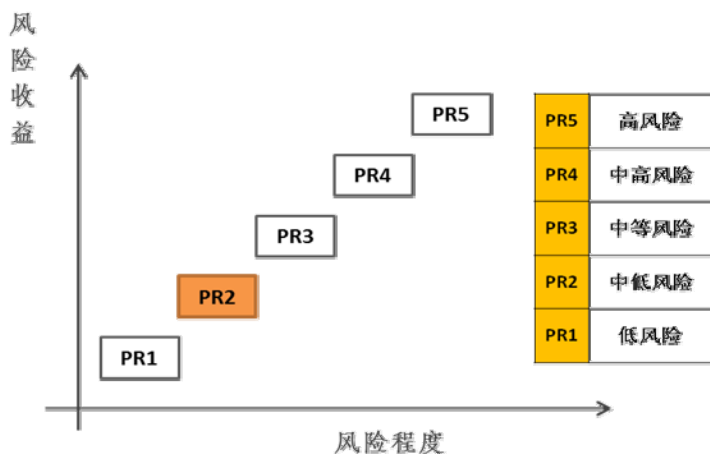 风险收益
PR5
PR4
PR3
PR2
PR1
风险程度
PR5 高风险
PR4 中高风险
PR3 中等风险
PR2 中低风险
PR1 低风险